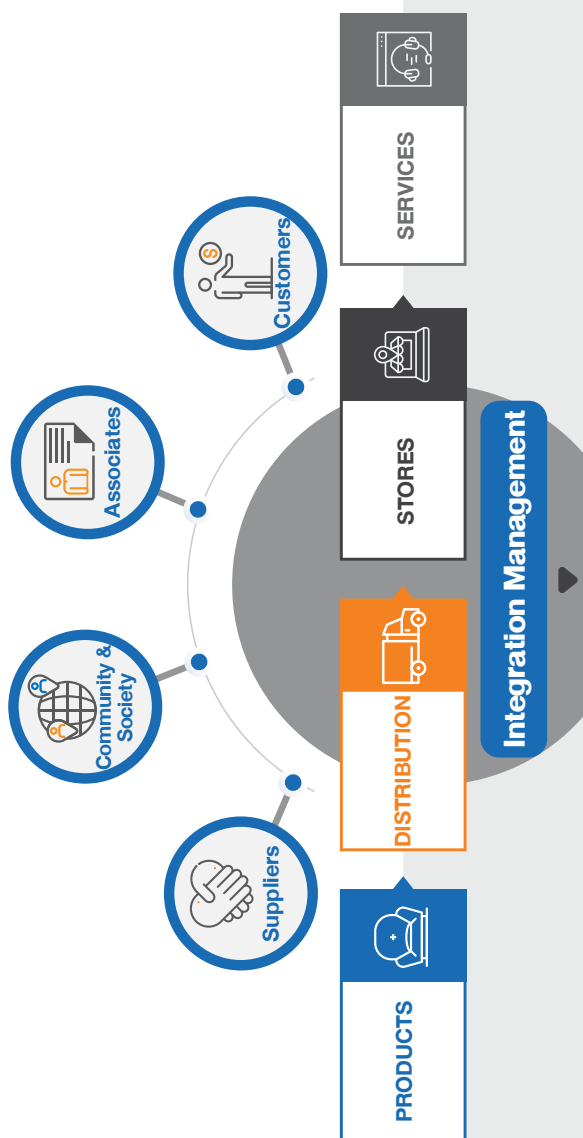 Suppliers
Community &
Society
Associates
Customers
PRODUCTS
DISTRIBUTION
STORES
SERVICES
Integration Management